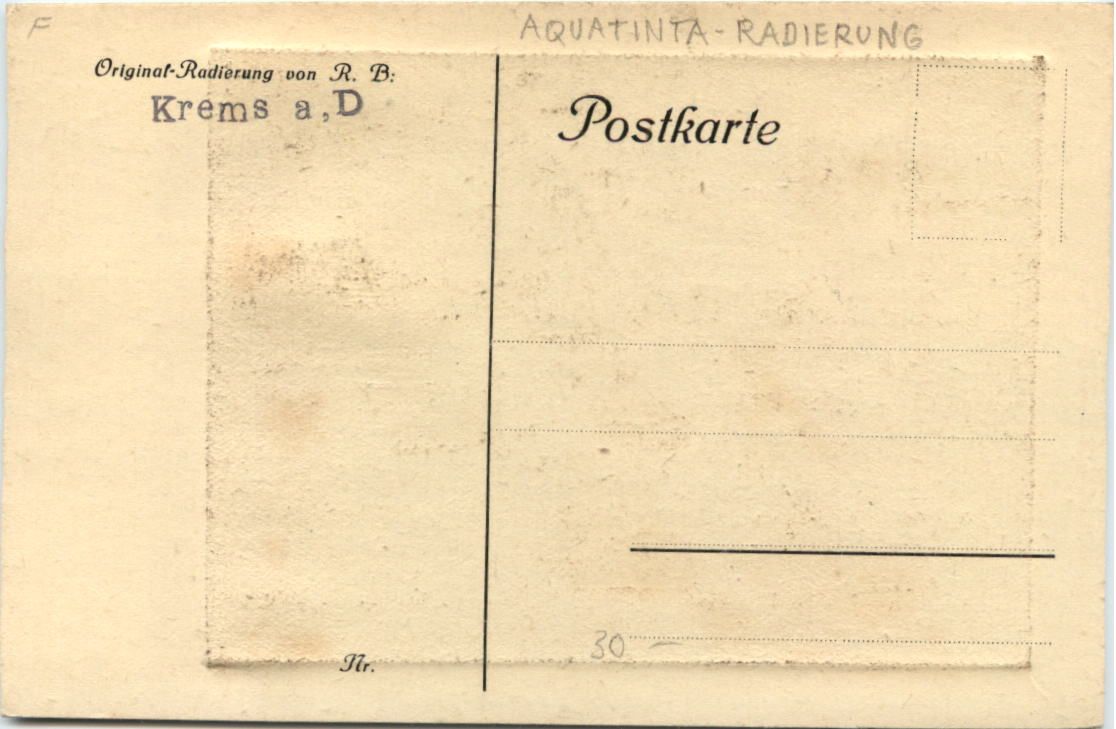 F
AQUATINTA-RADIERUNG
Original-Radierung von R. B:
Krems a,D
Postkarte
30 —
Nr.